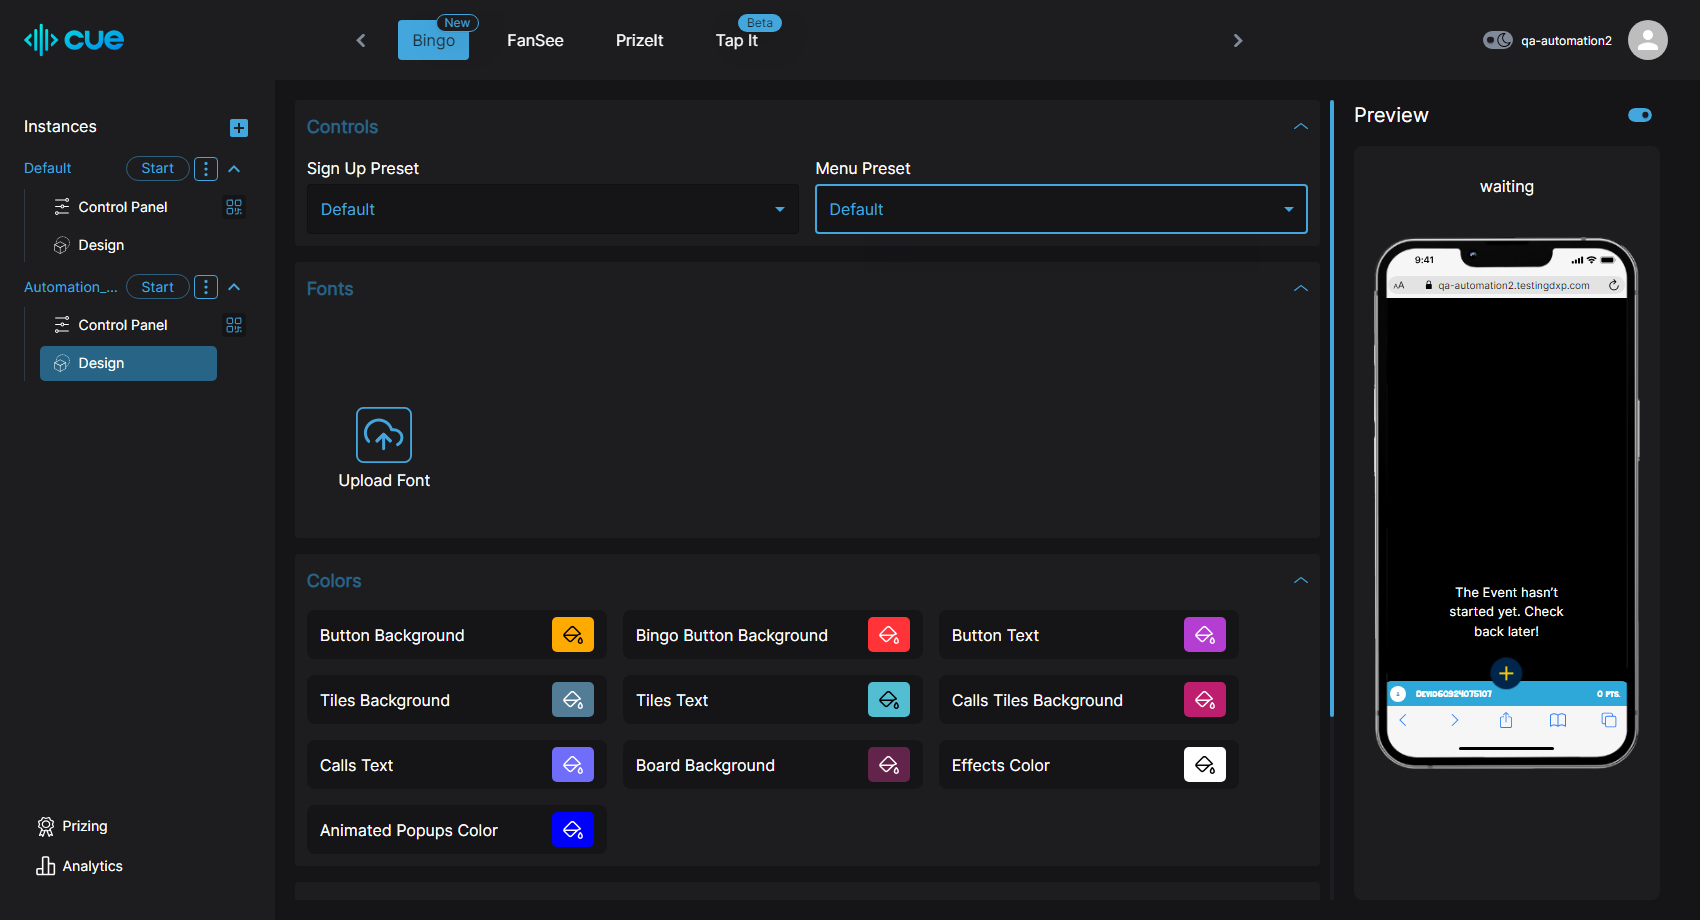 cue
Bingo
New
FanSee
PrizeIt
Tap It
Beta
qa-automation2
Instances
Default
Start
Control Panel
Design
Automation_...
Start
Control Panel
Design
Prizing
Analytics
Controls
Sign Up Preset
Menu Preset
Default
Default
Fonts
Upload Font
Colors
Button Background
Bingo Button Background
Button Text
Tiles Background
Tiles Text
Calls Tiles Background
Calls Text
Board Background
Effects Color
Animated Popups Color
Preview
waiting
9:41
AA
qa-automation2.testingdxp.com
The Event hasn't
started yet. Check
back later!
0 PTS.